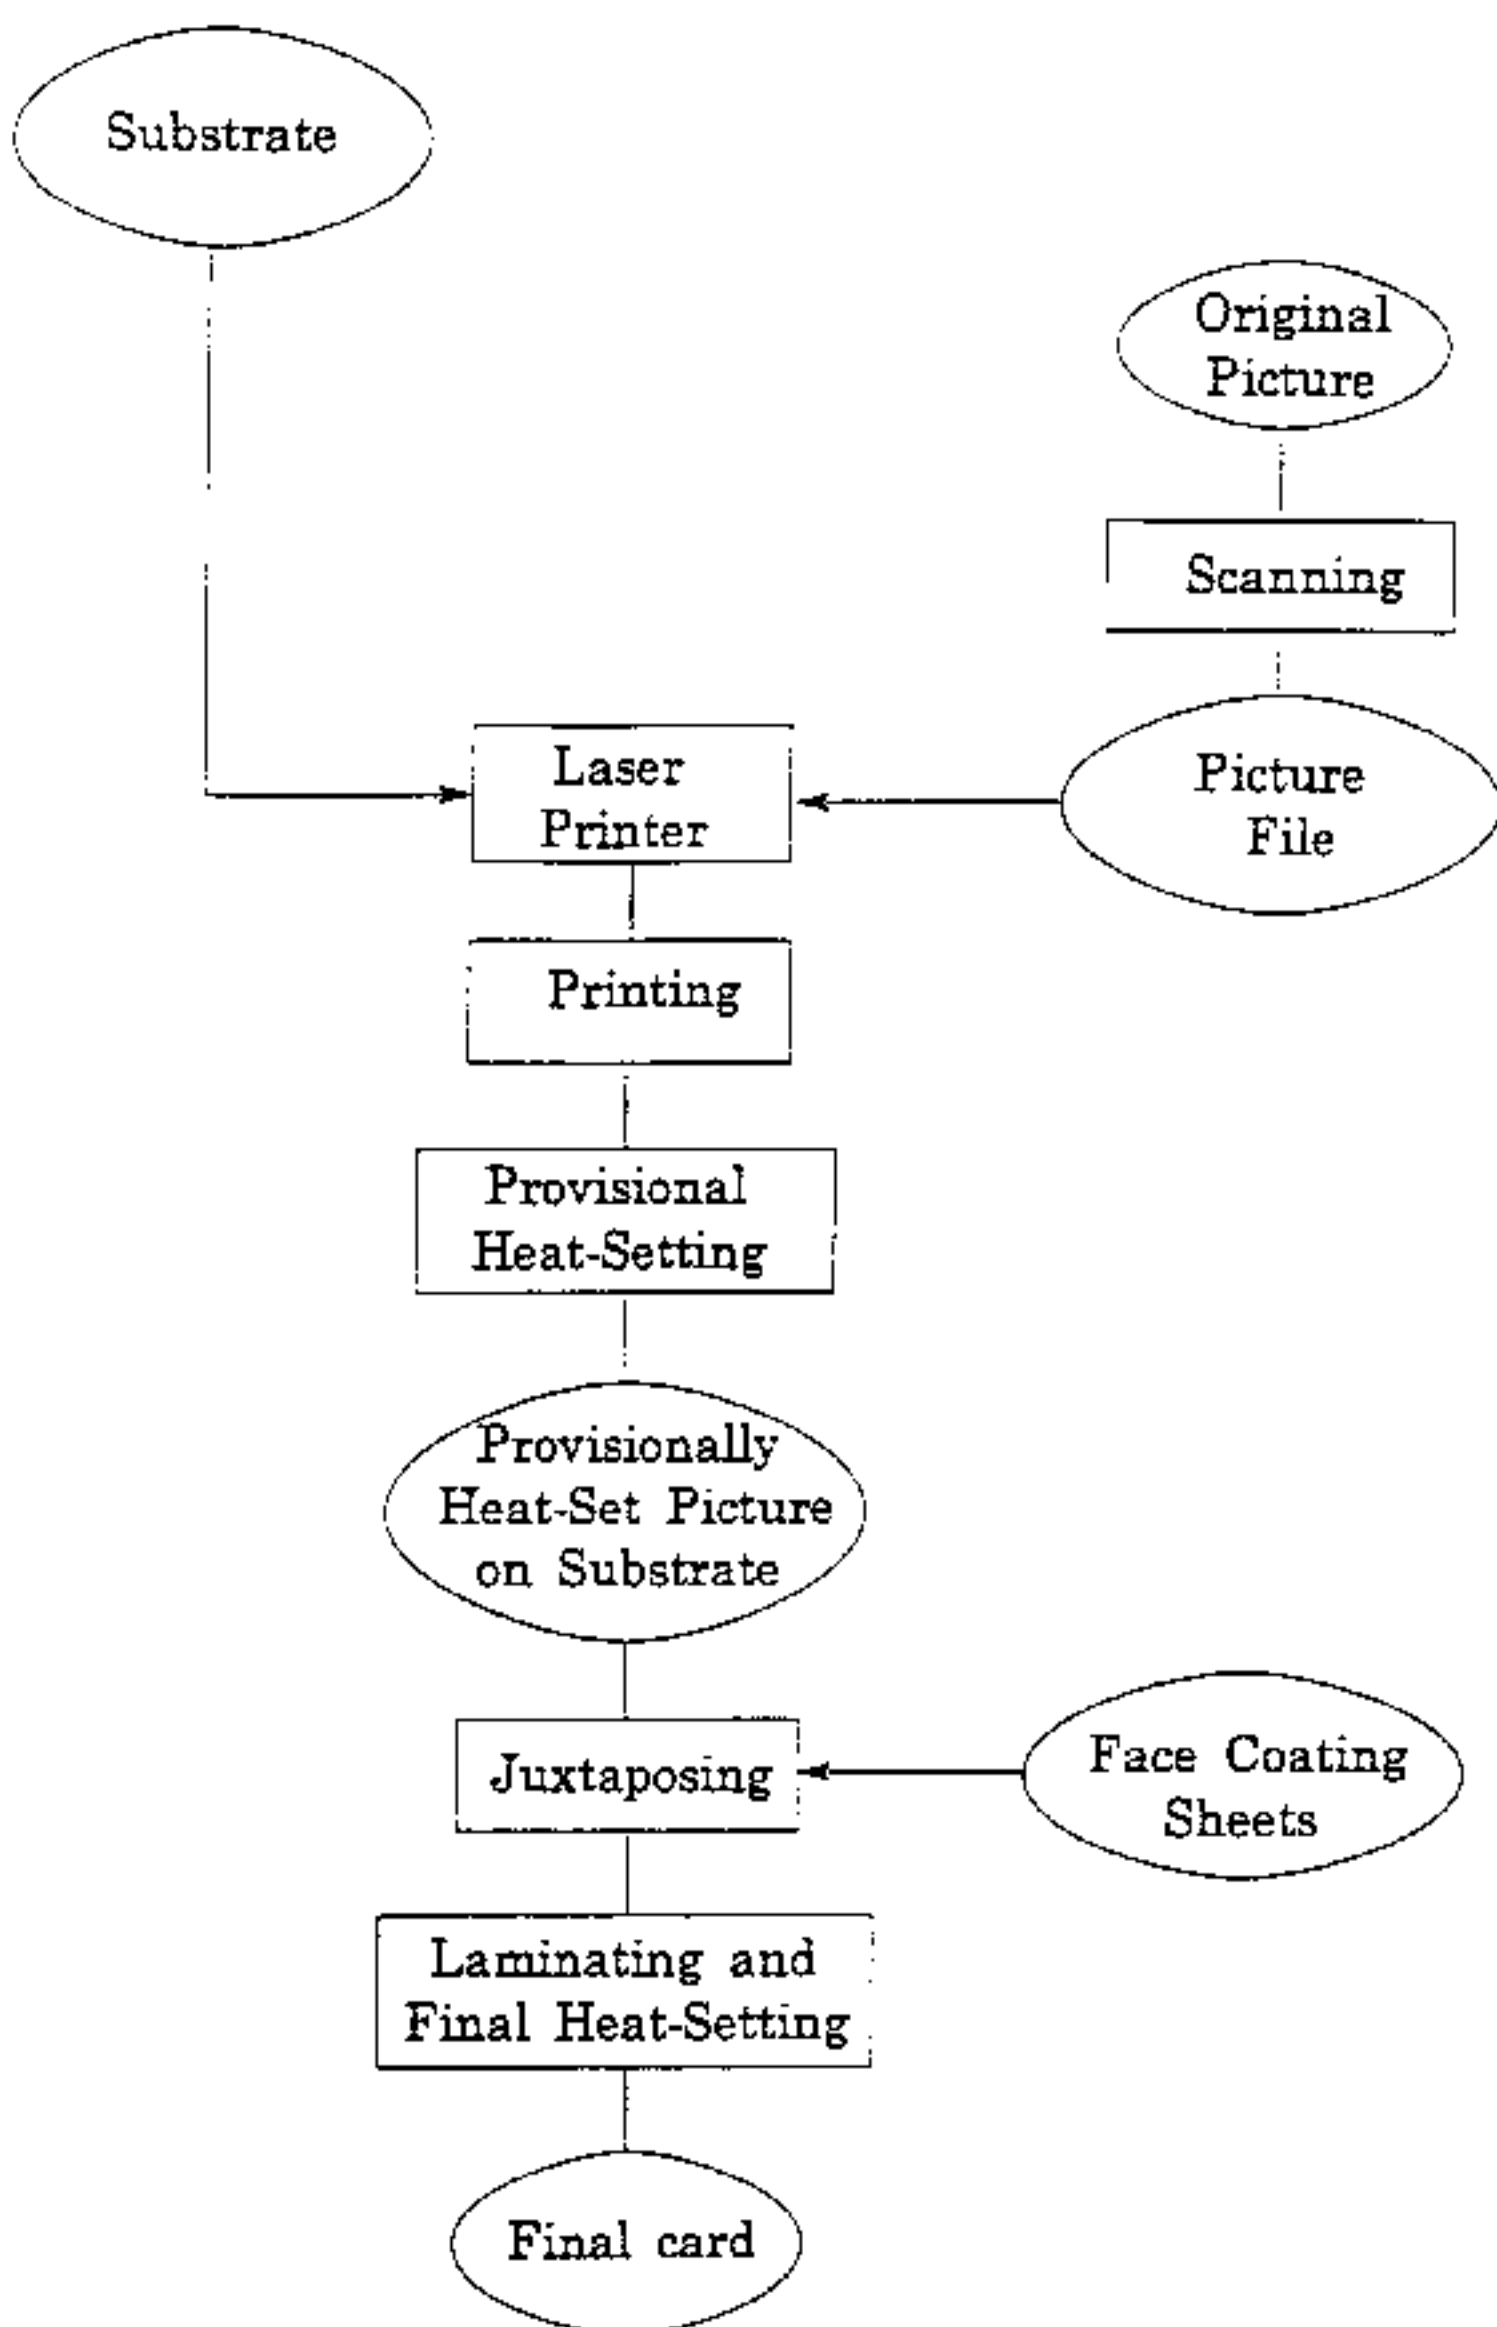 Substrate
Original
Picture
Scanning
Laser
Printer
Picture
File
Printing
Provisional
Heat-Setting
Provisionally
Heat-Set Picture
on Substrate
Juxtaposing
Face Coating
Sheets
Laminating and
Final Heat-Setting
Final card